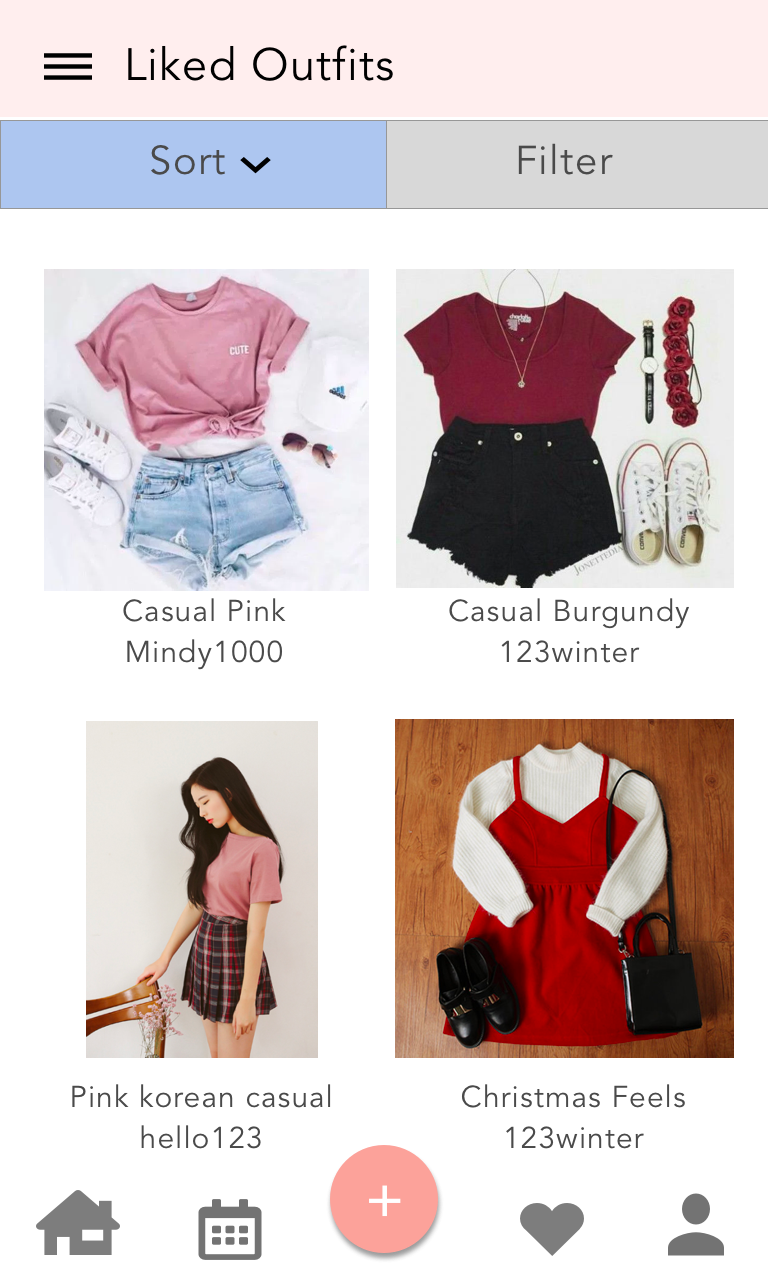 Liked Outfits
Sort
Filter
CUTE
Casual Pink
Mindy1000
Casual Burgundy
123winter
Pink korean casual
hello123
Christmas Feels
123winter